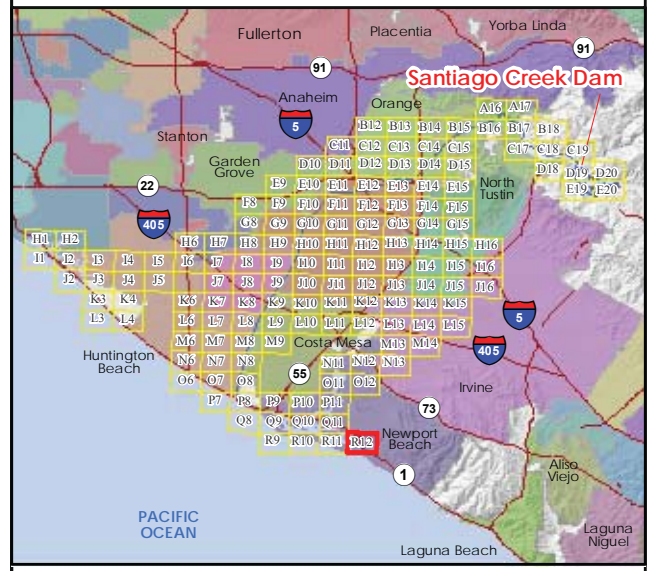 Yorba Linda
Placentia
Fullerton
91
91
Santiago Creek Dam
Anaheim
Orange
A16 A17
5
B12 B13 B14 B15 B16 B17 B18
Stanton
C11 C12 C13 C14 C15 C17 C18 C19
Garden
Grove
D10 D11 D12 D13 D14 D15 D18 D19 D20
22
E9 E10 E11 E12 E13 E14 E15 E19 E20
North
Tustin
F8 F9 F10 F11 F12 F13 F14 F15
405
G8 G9 G10 G11 G12 G13 G14 G15
H1 H2 H6 H7 H8 H9 H10 H11 H12 H13 H14 H15 H16
I1 I2 I3 I4 I5 I6 I7 I8 I9 I10 I11 I12 I13 I14 I15 I16
J2 J3 J4 J5 J7 J8 J9 J10 J11 J12 J13 J14 J15 J16
K3 K4 K6 K7 K8 K9 K10 K11 K12 K13 K14 K15
5
L3 L4 L6 L7 L8 L9 L10 L11 L12 L13 L14 L15
M6 M7 M8 M9 Costa Mesa M13 M14
405
Huntington
Beach
N6 N7 N8 N11 N12 N13
55
O6 O7 O8 O11 O12
Irvine
P7 P8 P9 P10 P11
73
Q8 Q9 Q10 Q11
R9 R10 R11 R12
Newport
Beach
1
Aliso
Viejo
PACIFIC
OCEAN
Laguna
Niguel
Laguna Beach